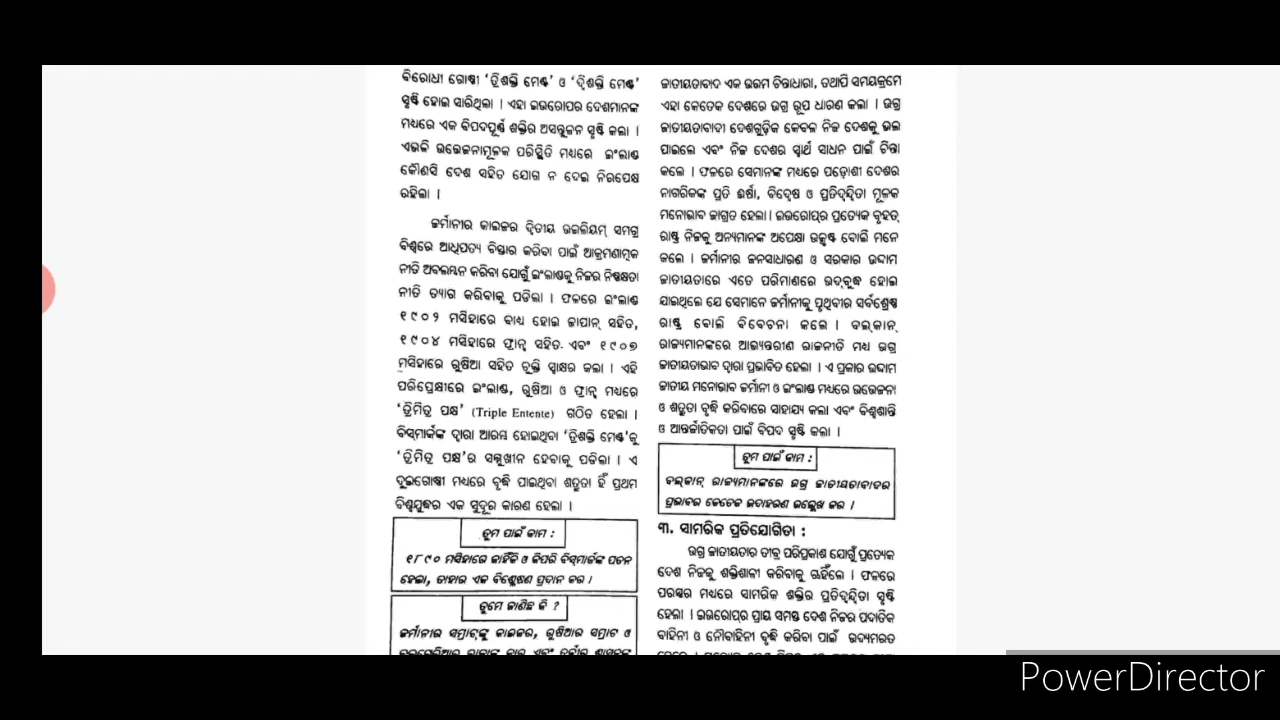 ବିରୋଧୀ ଗୋଷ୍ଠୀ ‘ତ୍ରିଶକ୍ତି ମେଣ୍ଟ’ ଓ ‘ଦ୍ୱିଶକ୍ତି ମେଣ୍ଟ’
ସୃଷ୍ଟି ହୋଇ ସାରିଥିଲା । ଏହା ଇଉରୋପର ଦେଶମାନଙ୍କ
ମଧ୍ୟରେ ଏକ ବିପଦପୂର୍ଣ୍ଣ ଶକ୍ତିର ଅସନ୍ତୁଳନ ସୃଷ୍ଟି କଲା ।
ଏଭଳି ଉତ୍ତେଜନାମୂଳକ ପରିସ୍ଥିତି ମଧ୍ୟରେ ଇଂଲଣ୍ଡ
କୌଣସି ଦେଶ ସହିତ ଯୋଗ ନ ଦେଇ ନିରପେକ୍ଷ
ରହିଲା ।
ଜର୍ମାନୀର କାଇଜର ଦ୍ୱିତୀୟ ଉଇଲିୟମ୍ ସମଗ୍ର
ବିଶ୍ୱରେ ଆଧିପତ୍ୟ ବିସ୍ତାର କରିବା ପାଇଁ ଆକ୍ରମଣାତ୍ମକ
ନୀତି ଅବଲମ୍ବନ କରିବା ଯୋଗୁଁ ଇଂଲଣ୍ଡକୁ ନିଜର ନିଷ୍ପକ୍ଷତା
ନୀତି ତ୍ୟାଗ କରିବାକୁ ପଡିଲା । ଫଳରେ ଇଂଲଣ୍ଡ
୧୯୦୨ ମସିହାରେ ବାଧ୍ୟ ହୋଇ ଜାପାନ୍ ସହିତ,
୧୯୦୪ ମସିହାରେ ଫ୍ରାନ୍ସ ସହିତ ଏବଂ ୧୯୦୭
ମସିହାରେ ରୁଷିଆ ସହିତ ଚୁକ୍ତି ସ୍ୱାକ୍ଷର କଲା । ଏହି
ପରିପ୍ରେକ୍ଷୀରେ ଇଂଲଣ୍ଡ, ରୁଷିଆ ଓ ଫ୍ରାନ୍ସ ମଧ୍ୟରେ
‘ତ୍ରିମିତ୍ର ପକ୍ଷ’ (Triple Entente) ଗଠିତ ହେଲା ।
ବିସ୍ମାର୍କଙ୍କ ଦ୍ୱାରା ଆରମ୍ଭ ହୋଇଥିବା ‘ତ୍ରିଶକ୍ତି ମେଣ୍ଟ’କୁ
‘ତ୍ରିମିତ୍ର ପକ୍ଷ’ର ସମ୍ମୁଖୀନ ହେବାକୁ ପଡିଲା । ଏ
ଦୁଇଗୋଷ୍ଠୀ ମଧ୍ୟରେ ବୃଦ୍ଧି ପାଇଥିବା ଶତ୍ରୁତା ହିଁ ପ୍ରଥମ
ବିଶ୍ୱଯୁଦ୍ଧର ଏକ ସୁଦୂର କାରଣ ହେଲା ।
ତୁମ ପାଇଁ କାମ :
୧୮୯୦ ମସିହାରେ କାହିଁକି ଓ କିପରି ବିସ୍ମାର୍କଙ୍କ ପତନ
ହେଲା, ତାହାର ଏକ ବିଶ୍ଳେଷଣ ପ୍ରଦାନ କର ।
ତୁମେ ଜାଣିଛ କି ?
ଜର୍ମାନୀର ସମ୍ରାଟଙ୍କୁ କାଇଜର, ରୁଷିଆର ସମ୍ରାଟ ଓ
ଜାତୀୟତାବାଦ ଏକ ଉତ୍ତମ ଚିନ୍ତାଧାରା, ତଥାପି ସମୟକ୍ରମେ
ଏହା କେତେକ ଦେଶରେ ଉଗ୍ର ରୂପ ଧାରଣ କଲା । ଉଗ୍ର
ଜାତୀୟତାବାଦୀ ଦେଶଗୁଡ଼ିକ କେବଳ ନିଜ ଦେଶକୁ ଭଲ
ପାଇଲେ ଏବଂ ନିଜ ଦେଶର ସ୍ୱାର୍ଥ ସାଧନ ପାଇଁ ଚିନ୍ତା
କଲେ । ଫଳରେ ସେମାନଙ୍କ ମଧ୍ୟରେ ପଡ଼ୋଶୀ ଦେଶର
ନାଗରିକଙ୍କ ପ୍ରତି ଈର୍ଷା, ବିଦ୍ୱେଷ ଓ ପ୍ରତିଦ୍ୱନ୍ଦ୍ୱିତା ମୂଳକ
ମନୋଭାବ ଜାଗ୍ରତ ହେଲା । ଇଉରୋପ୍‌ର ପ୍ରତ୍ୟେକ ବୃହତ୍
ରାଷ୍ଟ୍ର ନିଜକୁ ଅନ୍ୟମାନଙ୍କ ଅପେକ୍ଷା ଉତ୍କୃଷ୍ଟ ବୋଲି ମନେ
କଲେ । ଜର୍ମାନୀର ଜନସାଧାରଣ ଓ ସରକାର ଉଦ୍ଦାମ
ଜାତୀୟତାରେ ଏତେ ପରିମାଣରେ ଉଦ୍‌ବୁଦ୍ଧ ହୋଇ
ଯାଇଥିଲେ ଯେ ସେମାନେ ଜର୍ମାନୀକୁ ପୃଥିବୀର ସର୍ବଶ୍ରେଷ୍ଠ
ରାଷ୍ଟ୍ର ବୋଲି ବିବେଚନା କଲେ । ବଲ୍‌କାନ୍
ରାଜ୍ୟମାନଙ୍କରେ ଆଭ୍ୟନ୍ତରୀଣ ରାଜନୀତି ମଧ୍ୟ ଉଗ୍ର
ଜାତୀୟତାଭାବ ଦ୍ୱାରା ପ୍ରଭାବିତ ହେଲା । ଏ ପ୍ରକାର ଉଦ୍ଦାମ
ଜାତୀୟ ମନୋଭାବ ଜର୍ମାନୀ ଓ ଇଂଲଣ୍ଡ ମଧ୍ୟରେ ଉତ୍ତେଜନା
ଓ ଶତ୍ରୁତା ବୃଦ୍ଧି କରିବାରେ ସାହାଯ୍ୟ କଲା ଏବଂ ବିଶ୍ୱଶାନ୍ତି
ଓ ଆନ୍ତର୍ଜାତିକତା ପାଇଁ ବିପଦ ସୃଷ୍ଟି କଲା ।
ତୁମ ପାଇଁ କାମ :
ବଲ୍‌କାନ୍ ରାଜ୍ୟମାନଙ୍କରେ ଉଗ୍ର ଜାତୀୟତାବାଦର
ପ୍ରଭାବର କେତେକ ଉଦାହରଣ ଉଲ୍ଲେଖ କର ।
୩. ସାମରିକ ପ୍ରତିଯୋଗିତା :
ଉଗ୍ର ଜାତୀୟତାର ତୀବ୍ର ପରିପ୍ରକାଶ ଯୋଗୁଁ ପ୍ରତ୍ୟେକ
ଦେଶ ନିଜକୁ ଶକ୍ତିଶାଳୀ କରିବାକୁ ଚାହିଁଲେ । ଫଳରେ
ପରସ୍ପର ମଧ୍ୟରେ ସାମରିକ ଶକ୍ତିର ପ୍ରତିଦ୍ୱନ୍ଦ୍ୱିତା ସୃଷ୍ଟି
ହେଲା । ଇଉରୋପ୍‌ର ପ୍ରାୟ ସମସ୍ତ ଦେଶ ନିଜର ପଦାତିକ
ବାହିନୀ ଓ ନୌବାହିନୀ ବୃଦ୍ଧି କରିବା ପାଇଁ ଉଦ୍ୟମରତ
PowerDirector